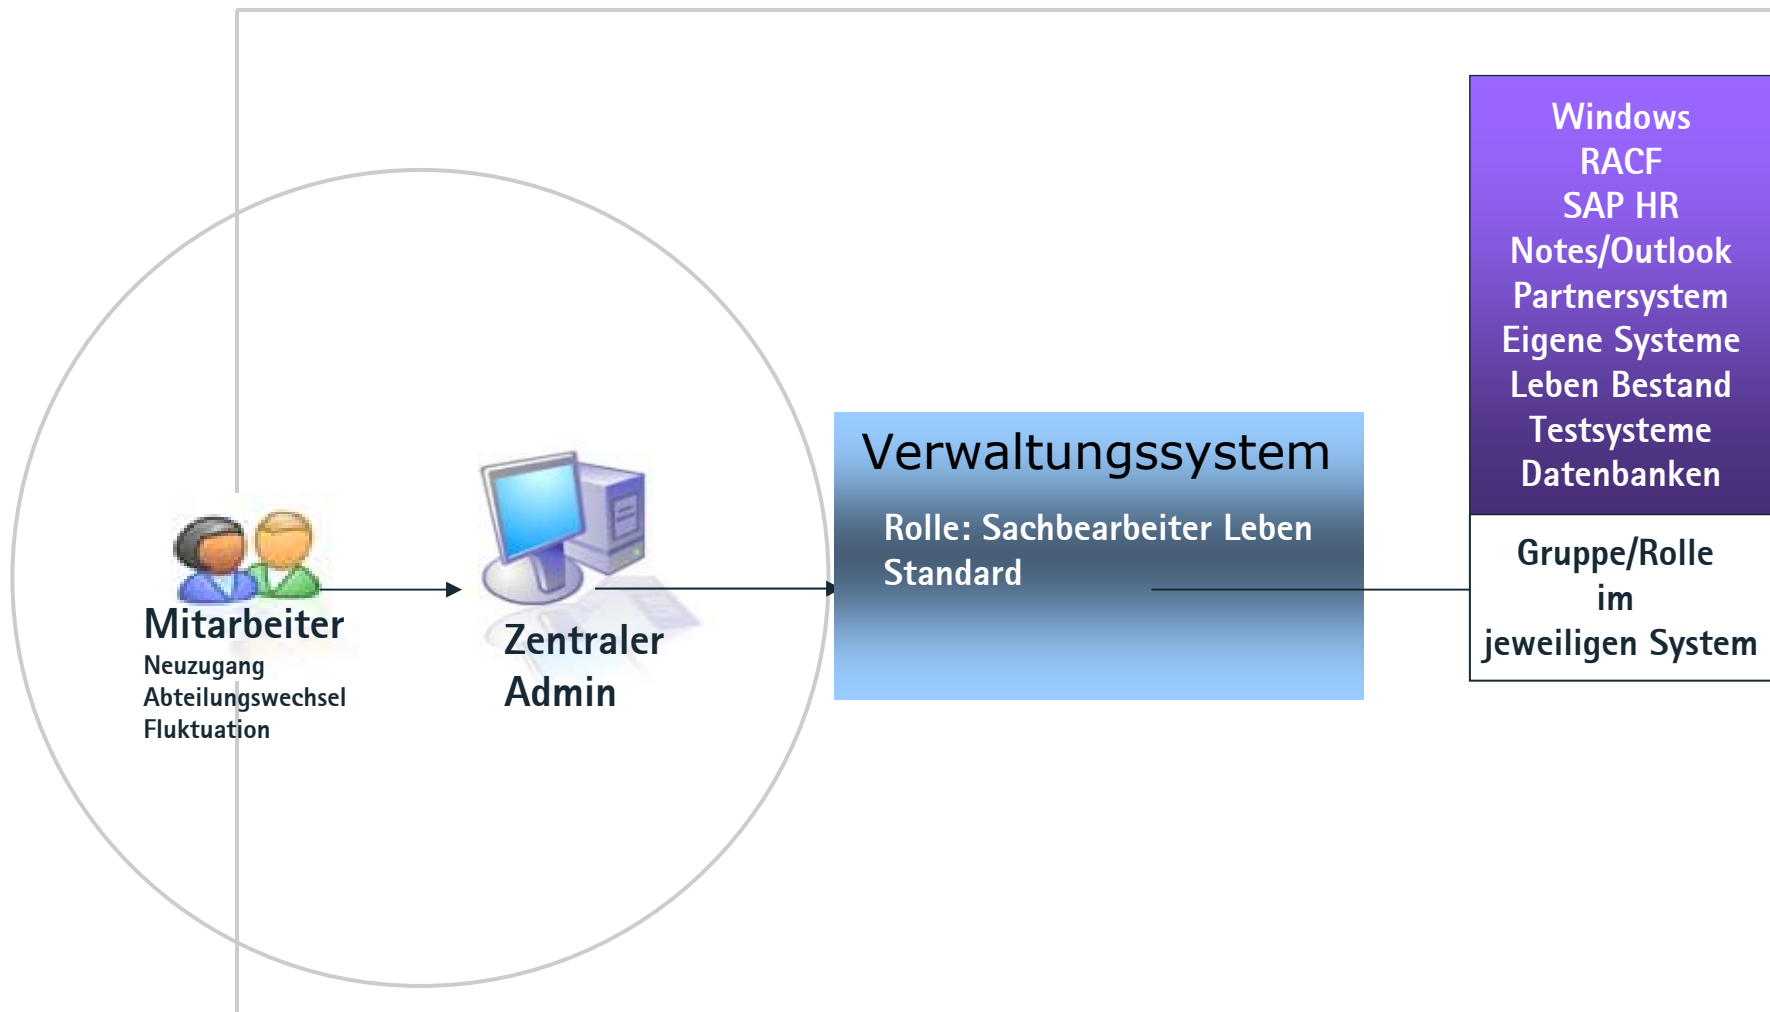 Mitarbeiter
Neuzugang
Abteilungswechsel
Fluktuation
Zentraler
Admin
Verwaltungssystem
Rolle: Sachbearbeiter Leben
Standard
Windows
RACF
SAP HR
Notes/Outlook
Partnersystem
Eigene Systeme
Leben Bestand
Testsysteme
Datenbanken
Gruppe/Rolle
im
jeweiligen System